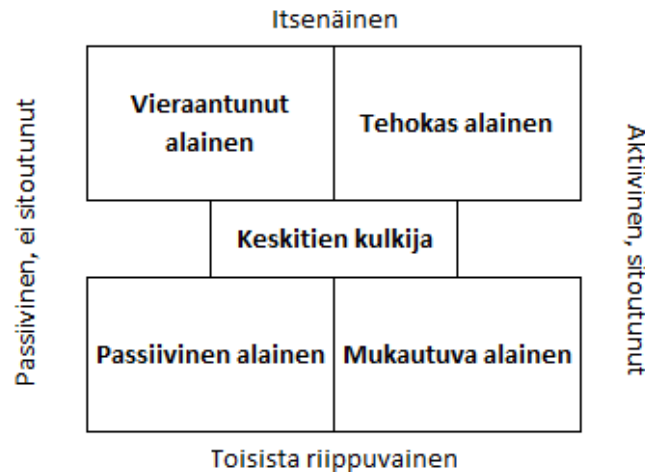 Itsenäinen
Passiivinen, ei sitoutunut
Vieraantunut
alainen
Tehokas alainen
Aktiivinen, sitoutunut
Keskitien kulkija
Passiivinen alainen
Mukautuva alainen
Toisista riippuvainen